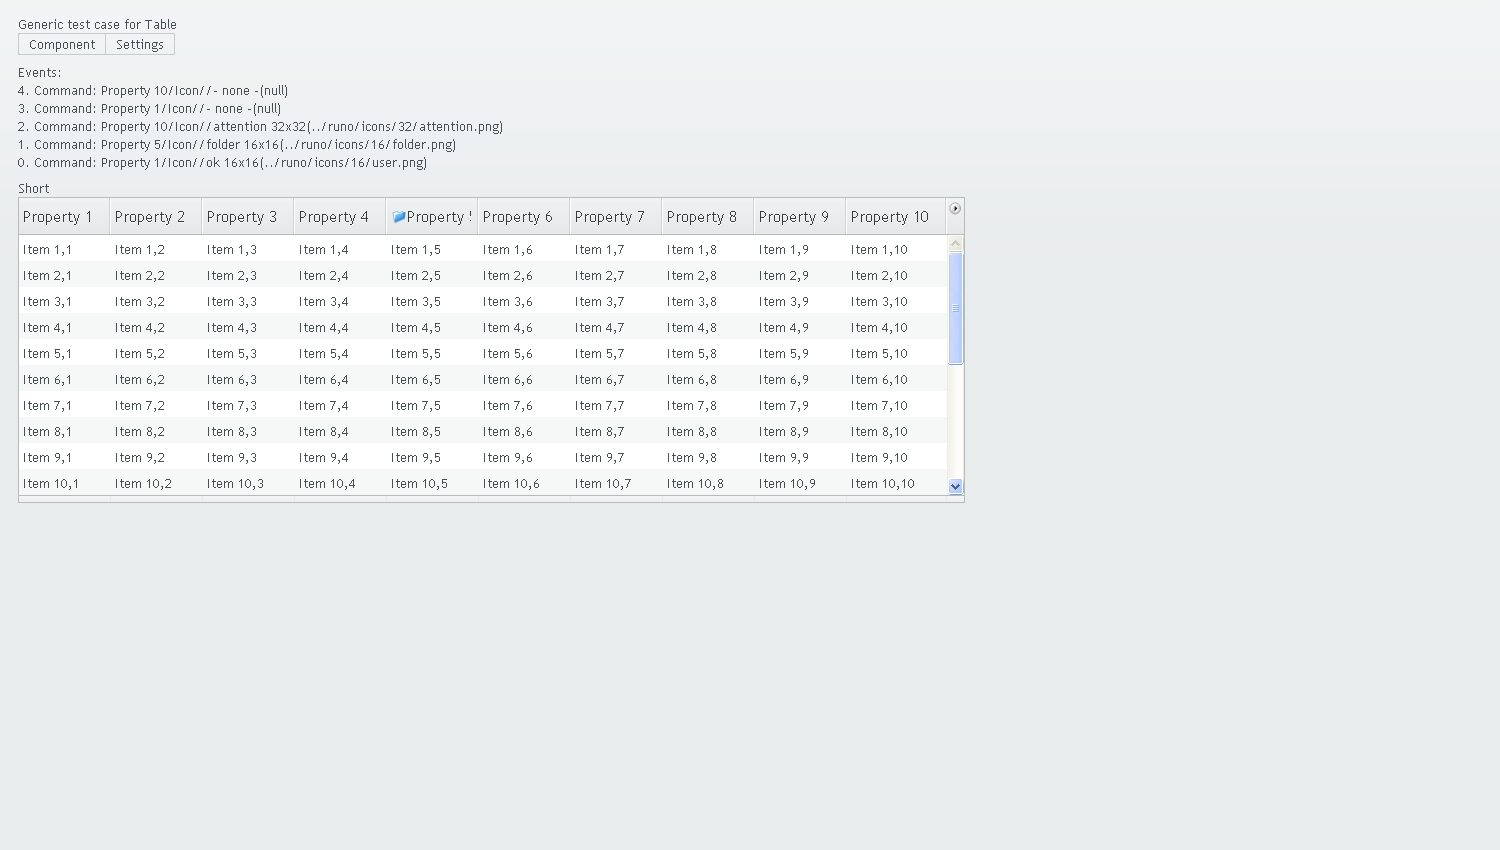 Generic test case for Table
Component Settings
Events:
4. Command: Property 10/Icon//- none -(null)
3. Command: Property 1/Icon//- none -(null)
2. Command: Property 10/Icon//attention 32x32(../runo/icons/32/attention.png)
1. Command: Property 5/Icon//folder 16x16(../runo/icons/16/folder.png)
0. Command: Property 1/Icon//ok 16x16(../runo/icons/16/user.png)
Short
Property 1 Property 2 Property 3 Property 4 Property Property 6 Property 7 Property 8 Property 9 Property 10
Item 1,1 Item 1,2 Item 1,3 Item 1,4 Item 1,5 Item 1,6 Item 1,7 Item 1,8 Item 1,9 Item 1,10
Item 2,1 Item 2,2 Item 2,3 Item 2,4 Item 2,5 Item 2,6 Item 2,7 Item 2,8 Item 2,9 Item 2,10
Item 3,1 Item 3,2 Item 3,3 Item 3,4 Item 3,5 Item 3,6 Item 3,7 Item 3,8 Item 3,9 Item 3,10
Item 4,1 Item 4,2 Item 4,3 Item 4,4 Item 4,5 Item 4,6 Item 4,7 Item 4,8 Item 4,9 Item 4,10
Item 5,1 Item 5,2 Item 5,3 Item 5,4 Item 5,5 Item 5,6 Item 5,7 Item 5,8 Item 5,9 Item 5,10
Item 6,1 Item 6,2 Item 6,3 Item 6,4 Item 6,5 Item 6,6 Item 6,7 Item 6,8 Item 6,9 Item 6,10
Item 7,1 Item 7,2 Item 7,3 Item 7,4 Item 7,5 Item 7,6 Item 7,7 Item 7,8 Item 7,9 Item 7,10
Item 8,1 Item 8,2 Item 8,3 Item 8,4 Item 8,5 Item 8,6 Item 8,7 Item 8,8 Item 8,9 Item 8,10
Item 9,1 Item 9,2 Item 9,3 Item 9,4 Item 9,5 Item 9,6 Item 9,7 Item 9,8 Item 9,9 Item 9,10
Item 10,1 Item 10,2 Item 10,3 Item 10,4 Item 10,5 Item 10,6 Item 10,7 Item 10,8 Item 10,9 Item 10,10